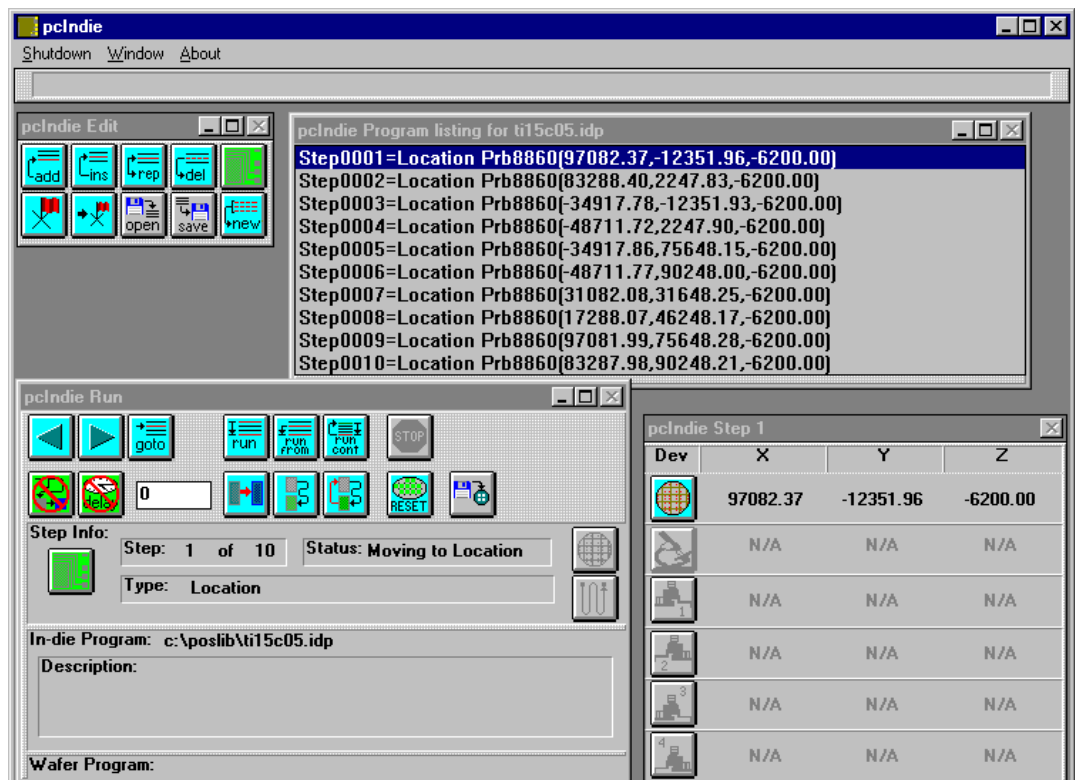 pcIndie
Shutdown Window About
pcIndie Edit
add ins rep del
open save new
pcIndie Program listing for ti15c05.idp
Step0001=Location Prb8860(97082.37,-12351.96,-6200.00)
Step0002=Location Prb8860(83288.40,2247.83,-6200.00)
Step0003=Location Prb8860(-34917.78,-12351.93,-6200.00)
Step0004=Location Prb8860(-48711.72,2247.90,-6200.00)
Step0005=Location Prb8860(-34917.86,75648.15,-6200.00)
Step0006=Location Prb8860(-48711.77,90248.00,-6200.00)
Step0007=Location Prb8860(31082.08,31648.25,-6200.00)
Step0008=Location Prb8860(17288.07,46248.17,-6200.00)
Step0009=Location Prb8860(97081.99,75648.28,-6200.00)
Step0010=Location Prb8860(83287.98,90248.21,-6200.00)
pcIndie Run
goto run run from run cont STOP
delay 0 RESET
Step Info:
Step: 1 of 10 Status: Moving to Location
Type: Location
In-die Program: c:\poslib\ti15c05.idp
Description:
Wafer Program:
pcIndie Step 1
Dev X Y Z
97082.37 -12351.96 -6200.00
N/A N/A N/A
1 N/A N/A N/A
2 N/A N/A N/A
3 N/A N/A N/A
4 N/A N/A N/A